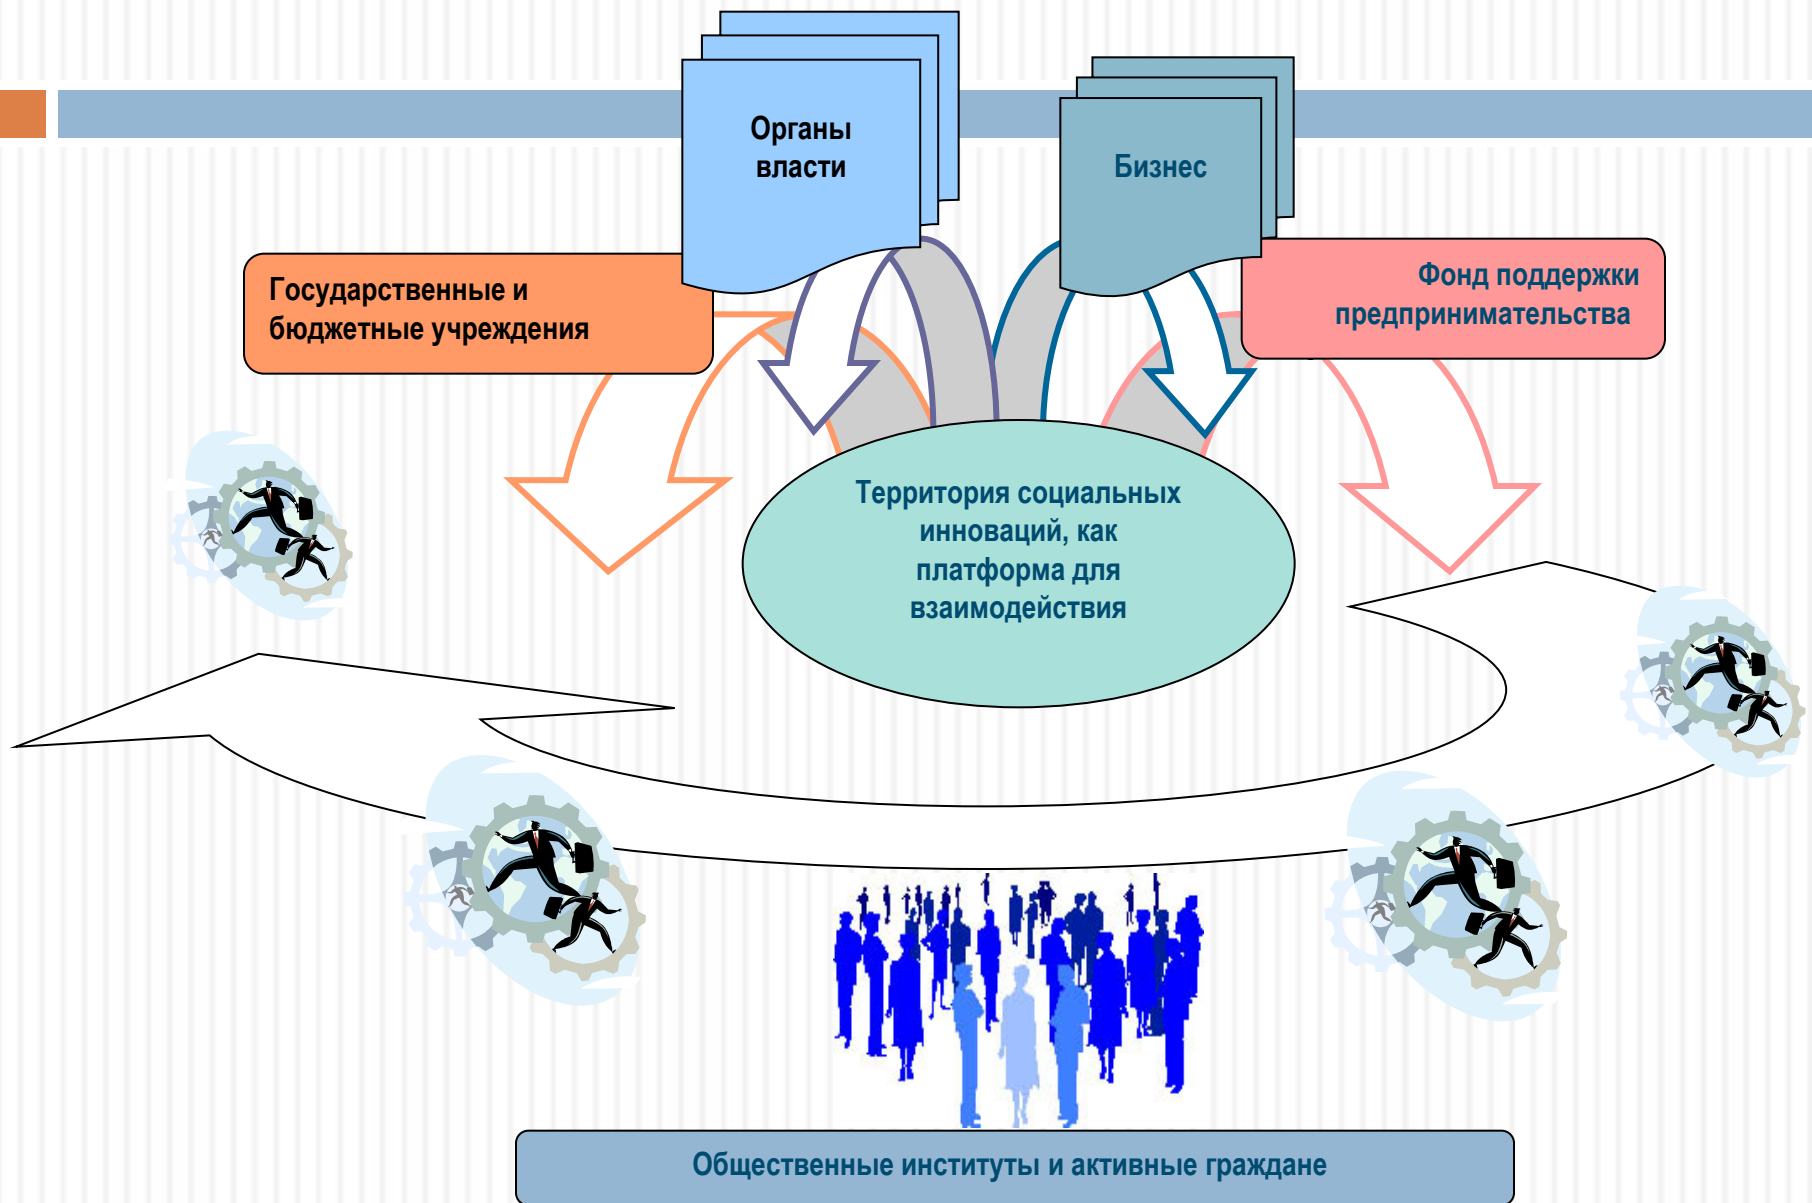 Органы
власти
Бизнес
Государственные и
бюджетные учреждения
Фонд поддержки
предпринимательства
Территория социальных
инноваций, как
платформа для
взаимодействия
Общественные институты и активные граждане